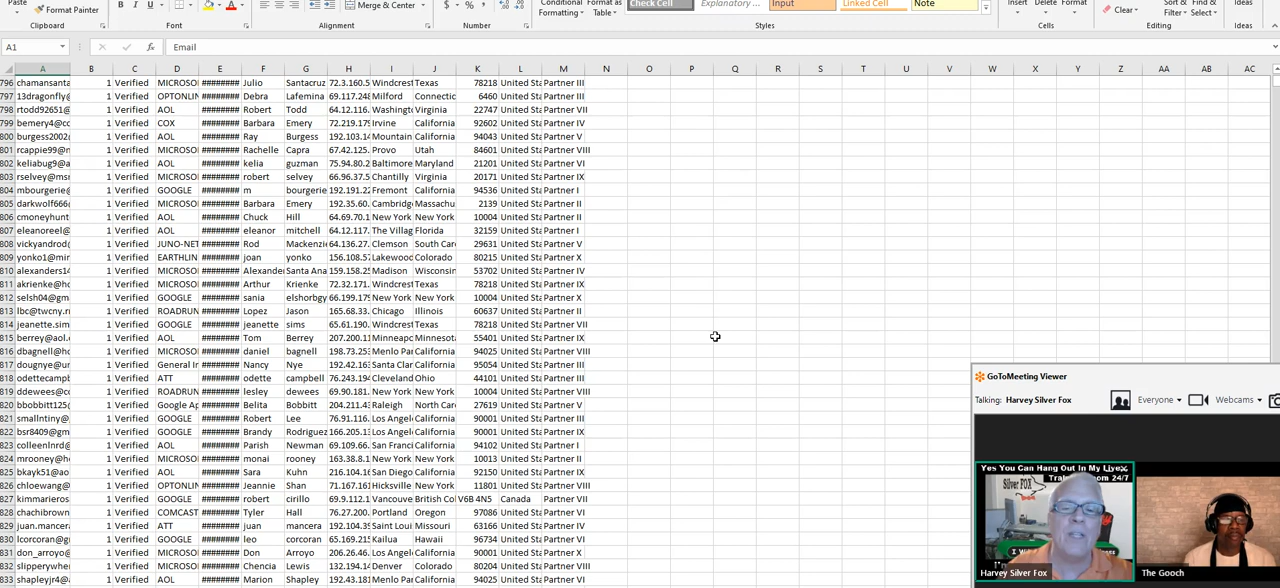 Paste
Format Painter
B I U
A
Merge & Center
$ % ,
Conditional
Formatting
Format as
Table
Check Cell
Explanatory ...
Input
Linked Cell
Note
Insert Delete Format
Clear
Sort &
Filter
Find &
Select
Ideas
Clipboard Font Alignment Number Styles Cells Editing Ideas
A1 fx Email
A B C D E F G H I J K L M N O P Q R S T U V W X Y Z AA AB AC
796 chamansanta 1 Verified MICROSO ######## Julio Santacruz 72.3.160.5 Windcrest Texas 78218 United Sta Partner III
797 13dragonfly@ 1 Verified OPTONLIN ######## Debra Lafemina 69.117.248 Milford Connectic 6460 United Sta Partner III
798 rtodd92651@ 1 Verified AOL ######## Robert Todd 64.12.116. Washingto Virginia 22747 United Sta Partner VII
799 bemery4@co 1 Verified COX ######## Barbara Emery 72.219.179 Irvine California 92602 United Sta Partner IV
800 burgess2002@ 1 Verified AOL ######## Ray Burgess 192.103.14 Mountain California 94043 United Sta Partner V
801 rcappie99@n 1 Verified MICROSO ######## Rachelle Capra 67.42.125. Provo Utah 84601 United Sta Partner VIII
802 keliabug9@a 1 Verified AOL ######## kelia guzman 75.94.80.2 Baltimore Maryland 21201 United Sta Partner VI
803 rselvey@msn 1 Verified MICROSO ######## robert selvey 66.96.37.5 Chantilly Virginia 20171 United Sta Partner IX
804 mbourgerie@ 1 Verified GOOGLE ######## m bourgerie 192.191.22 Fremont California 94536 United Sta Partner I
805 darkwolf666@ 1 Verified MICROSO ######## Barbara Emery 192.35.60. Cambridg Massachu 2139 United Sta Partner II
806 cmoneyhunt 1 Verified AOL ######## Chuck Hill 64.69.70.1 New York New York 10004 United Sta Partner II
807 eleanoreel@ 1 Verified AOL ######## eleanor mitchell 64.12.117. The Villag Florida 32159 United Sta Partner I
808 vickyandrod@ 1 Verified JUNO-NET ######## Rod Mackenzi 64.136.27. Clemson South Car 29631 United Sta Partner V
809 yonko1@min 1 Verified EARTHLIN ######## joan yonko 156.108.57 Lakewood Colorado 80215 United Sta Partner X
810 alexanders14 1 Verified MICROSO ######## Alexander Santa Ana 159.158.25 Madison Wisconsin 53702 United Sta Partner IV
811 akrienke@ho 1 Verified MICROSO ######## Arthur Krienke 72.32.171. Windcrest Texas 78218 United Sta Partner IX
812 selsh04@gm 1 Verified GOOGLE ######## sania elshorbgy 66.199.175 New York New York 10004 United Sta Partner X
813 lbc@twcny.r 1 Verified ROADRUN ######## Lopez Jason 165.68.33. Chicago Illinois 60637 United Sta Partner II
814 jeanette.sim 1 Verified GOOGLE ######## jeanette sims 65.61.190. Windcrest Texas 78218 United Sta Partner VII
815 berrey@aol. 1 Verified AOL ######## Tom Berrey 207.200.11 Minneapo Minnesota 55401 United Sta Partner IX
816 dbagnell@ho 1 Verified MICROSO ######## daniel bagnell 198.73.253 Menlo Par California 94025 United Sta Partner VIII
817 dougnye@ur 1 Verified General In ######## Nancy Nye 192.42.163 Santa Clar California 95054 United Sta Partner III
818 odettecamp 1 Verified ATT ######## odette campbell 76.94.243.194 Cleveland Ohio 44101 United Sta Partner III
819 ddewees@c 1 Verified ROADRUN ######## lesley dewees New York New York 10004 United Sta Partner VIII
820 bbobbitt125@ 1 Verified Google Ap ######## Belita Bobbitt 204.211.4 Raleigh North Car 27619 United Sta Partner V
821 smallntiny@ 1 Verified GOOGLE ######## Robert Lee 76.91.116. Los Angel California 90001 United Sta Partner III
822 bsr8409@gm 1 Verified GOOGLE ######## Brandy Rodriguez 166.205.13 Los Angel California 90001 United Sta Partner IX
823 colleenlnrd@ 1 Verified AOL ######## Parish Newman 69.109.66. San Franci California 94102 United Sta Partner I
824 mrooney@ho 1 Verified MICROSO ######## monai rooney 163.38.8.1 New York New York 10013 United Sta Partner II
825 bkayk51@ao 1 Verified AOL ######## Sara Kuhn 216.104.16 San Diego California 92150 United Sta Partner IX
826 chloewang@ 1 Verified OPTONLIN ######## Jeannie Shan 71.167.16 Hicksville New York 11801 United Sta Partner VIII
827 kimmarieros 1 Verified MICROSO ######## robert cirillo 69.9.112.1 Vancouve British Col V6B 4N5 Canada Partner VII
828 chachibrown 1 Verified COMCAST ######## Tyler Hall 76.27.200. Portland Oregon 97086 United Sta Partner VI
829 juan.mancer 1 Verified ATT ######## juan mancera 192.104.39 Saint Loui Missouri 63166 United Sta Partner IV
830 lcorcoran@g 1 Verified GOOGLE ######## leo corcoran 65.169.215 Kailua Hawaii 96734 United Sta Partner VI
831 don_arroyo@ 1 Verified MICROSO ######## Don Arroyo 206.26.46. Los Angel California 90001 United Sta Partner X
832 slipperywhe 1 Verified MICROSO ######## Chencia Lewis 132.194.14 Denver Colorado 80204 United Sta Partner VIII
833 shapleyjr4@a 1 Verified AOL ######## Marion Shapley 192.43.181 Menlo Par California 94025 United Sta Partner VI
GoToMeeting Viewer
Talking: Harvey Silver Fox
Everyone
Webcams
Yes You Can Hang Out In My Live
Room 24/7
Silver FOX
Harvey Silver Fox
The Gooch